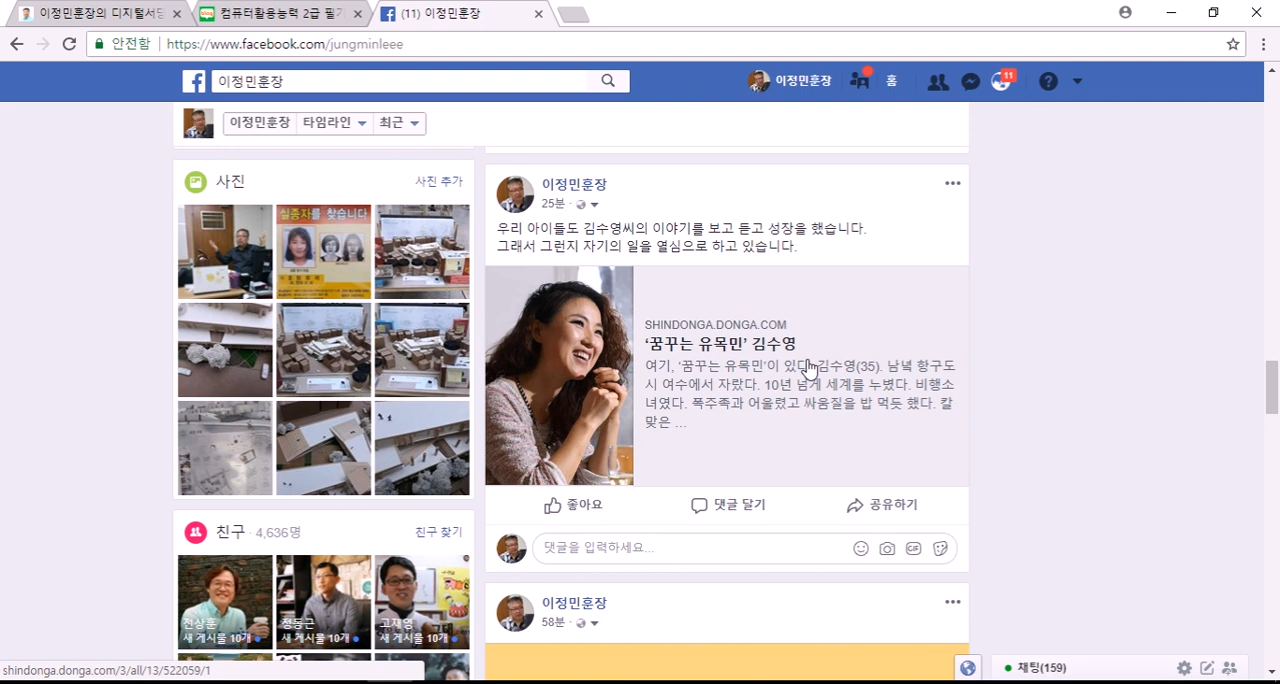 이정민훈장의 디지털서당
컴퓨터활용능력 2급 필기
(11) 이정민훈장
안전함
https://www.facebook.com/jungminleee
이정민훈장
이정민훈장
홈
11
이정민훈장 타임라인 최근
사진
사진 추가
실종자를 찾습니다
친구 · 4,636명
친구 찾기
전상훈
새 게시물 10개
정동근
새 게시물 10개
고재영
새 게시물 10개
이정민훈장
25분
우리 아이들도 김수영씨의 이야기를 보고 듣고 성장을 했습니다.
그래서 그런지 자기의 일을 열심으로 하고 있습니다.
SHINDONGA.DONGA.COM
‘꿈꾸는 유목민’ 김수영
여기, ‘꿈꾸는 유목민’이 있다. 김수영(35). 남녘 항구도
시 여수에서 자랐다. 10년 넘게 세계를 누볐다. 비행소
녀였다. 폭주족과 어울렸고 싸움질을 밥 먹듯 했다. 칼
맞은 ...
좋아요
댓글 달기
공유하기
댓글을 입력하세요...
GIF
이정민훈장
58분
shindonga.donga.com/3/all/13/522059/1
채팅(159)